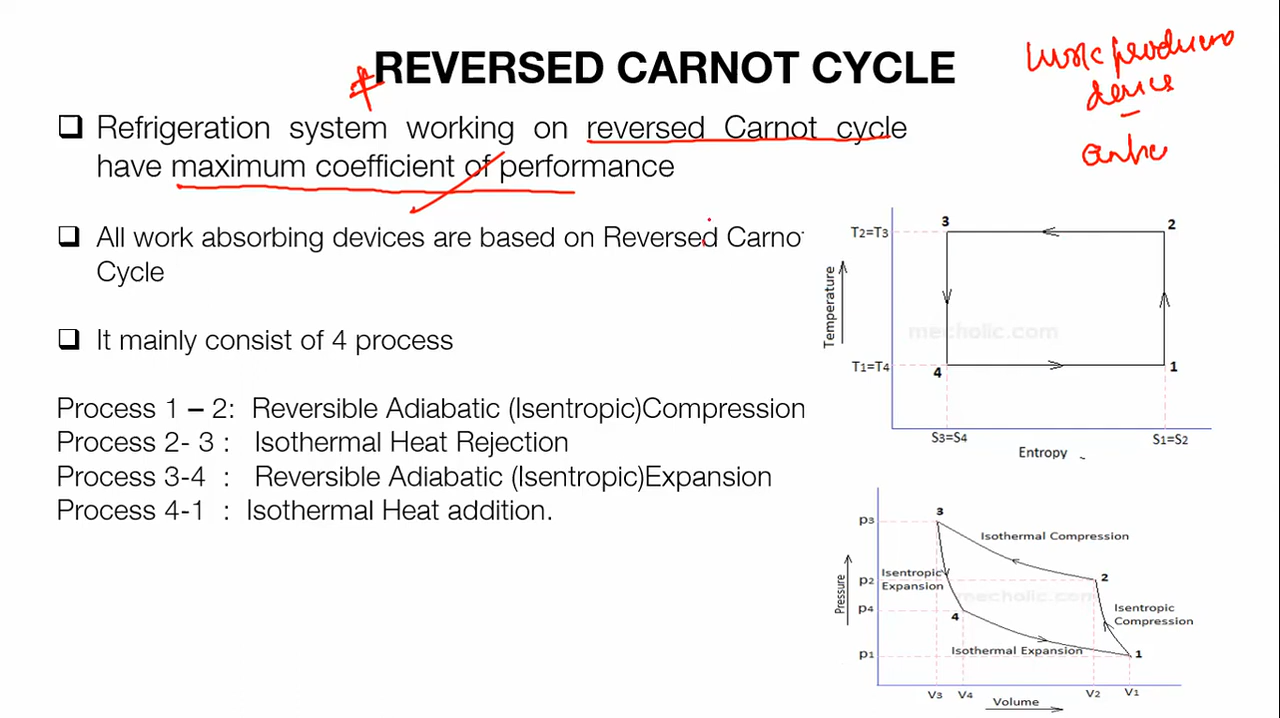 REVERSED CARNOT CYCLE
Refrigeration system working on reversed Carnot cycle
have maximum coefficient of performance
All work absorbing devices are based on Reversed Carno
Cycle
It mainly consist of 4 process
Process 1 – 2: Reversible Adiabatic (Isentropic)Compression
Process 2- 3 : Isothermal Heat Rejection
Process 3-4 : Reversible Adiabatic (Isentropic)Expansion
Process 4-1 : Isothermal Heat addition.
device
3
2
T2=T3
Temperature
mecholic.com
T1=T4
4
1
S3=S4
S1=S2
Entropy
3
p3
Isothermal Compression
Isentropic
Expansion
p2
2
Pressure
mecholic.com
p4
4
Isentropic
Compression
Isothermal Expansion
p1
1
V3
V4
V2
V1
Volume